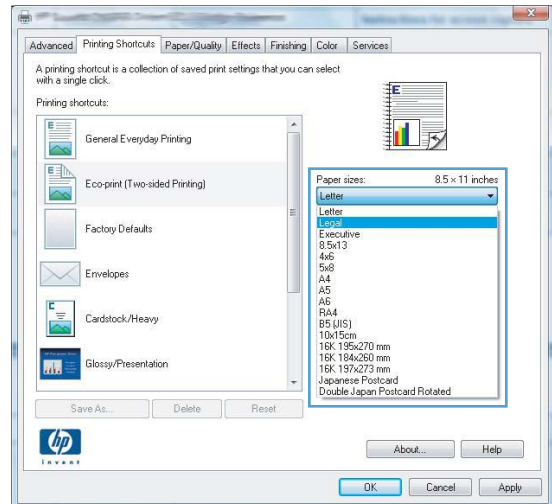 Advanced Printing Shortcuts Paper/Quality Effects Finishing Color Services
A printing shortcut is a collection of saved print settings that you can select
with a single click.
Printing shortcuts:
E
General Everyday Printing
E
Eco-print (Two-sided Printing)
Factory Defaults
Envelopes
Cardstock/Heavy
Glossy/Presentation
Save As... Delete Reset
E
Paper sizes: 8.5 × 11 inches
Letter
Letter
Legal
Executive
8.5x13
4x6
5x8
A4
A5
A6
RA4
B5 (JIS)
10x15cm
16K 195x270 mm
16K 184x260 mm
16K 197x273 mm
Japanese Postcard
Double Japan Postcard Rotated
hp
invent
About... Help
OK Cancel Apply